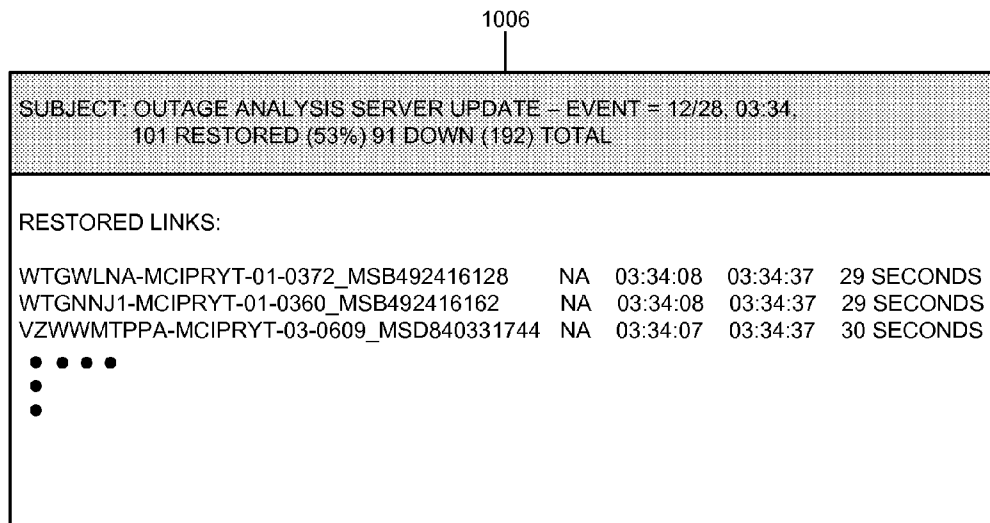 1006
SUBJECT: OUTAGE ANALYSIS SERVER UPDATE – EVENT = 12/28, 03:34,
101 RESTORED (53%) 91 DOWN (192) TOTAL
RESTORED LINKS:
WTGWLNA-MCIPRYT-01-0372_MSB492416128 NA 03:34:08 03:34:37 29 SECONDS
WTGNNJ1-MCIPRYT-01-0360_MSB492416162 NA 03:34:08 03:34:37 29 SECONDS
VZWWMTPPA-MCIPRYT-03-0609_MSD840331744 NA 03:34:07 03:34:37 30 SECONDS